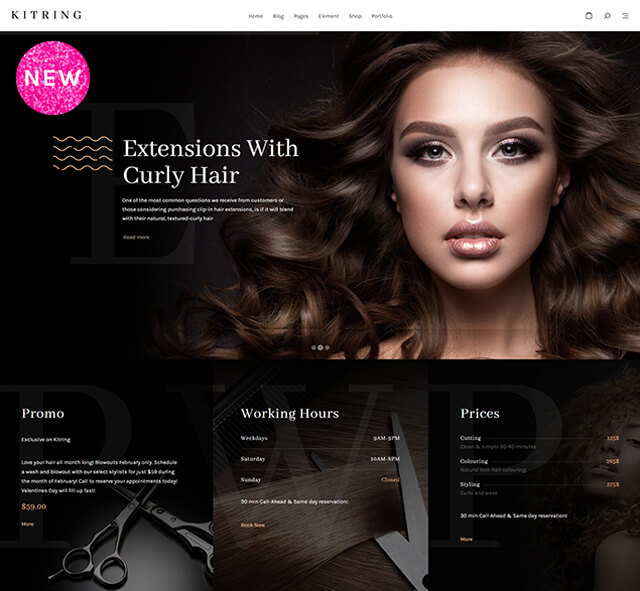 KITRING
Home Blog Pages Element Shop Portfolio
NEW
E
Extensions With
Curly Hair
One of the most common questions we receive from customers or
those considering purchasing clip-in hair extensions, is if it will blend
with their natural, textured-curly hair
Read more
P
Promo
Exclusive on Kitring
Love your hair all month long! Blowouts February only. Schedule
a wash and blowout with our select stylists for just $59 during
the month of February! Call to reserve your appointments today!
Valentines Day will fill up fast!
$59.00
More
W
Working Hours
Weekdays 9AM-9PM
Saturday 10AM-8PM
Sunday Closed
30 min Call-Ahead & Same day reservation!
Book Now
P
Prices
Cutting 125$
Clean & simple 30-40 minutes
Colouring 265$
Natural look hair colouring
Styling 275$
Curls and wave
30 min Call-Ahead & Same day reservation!
More